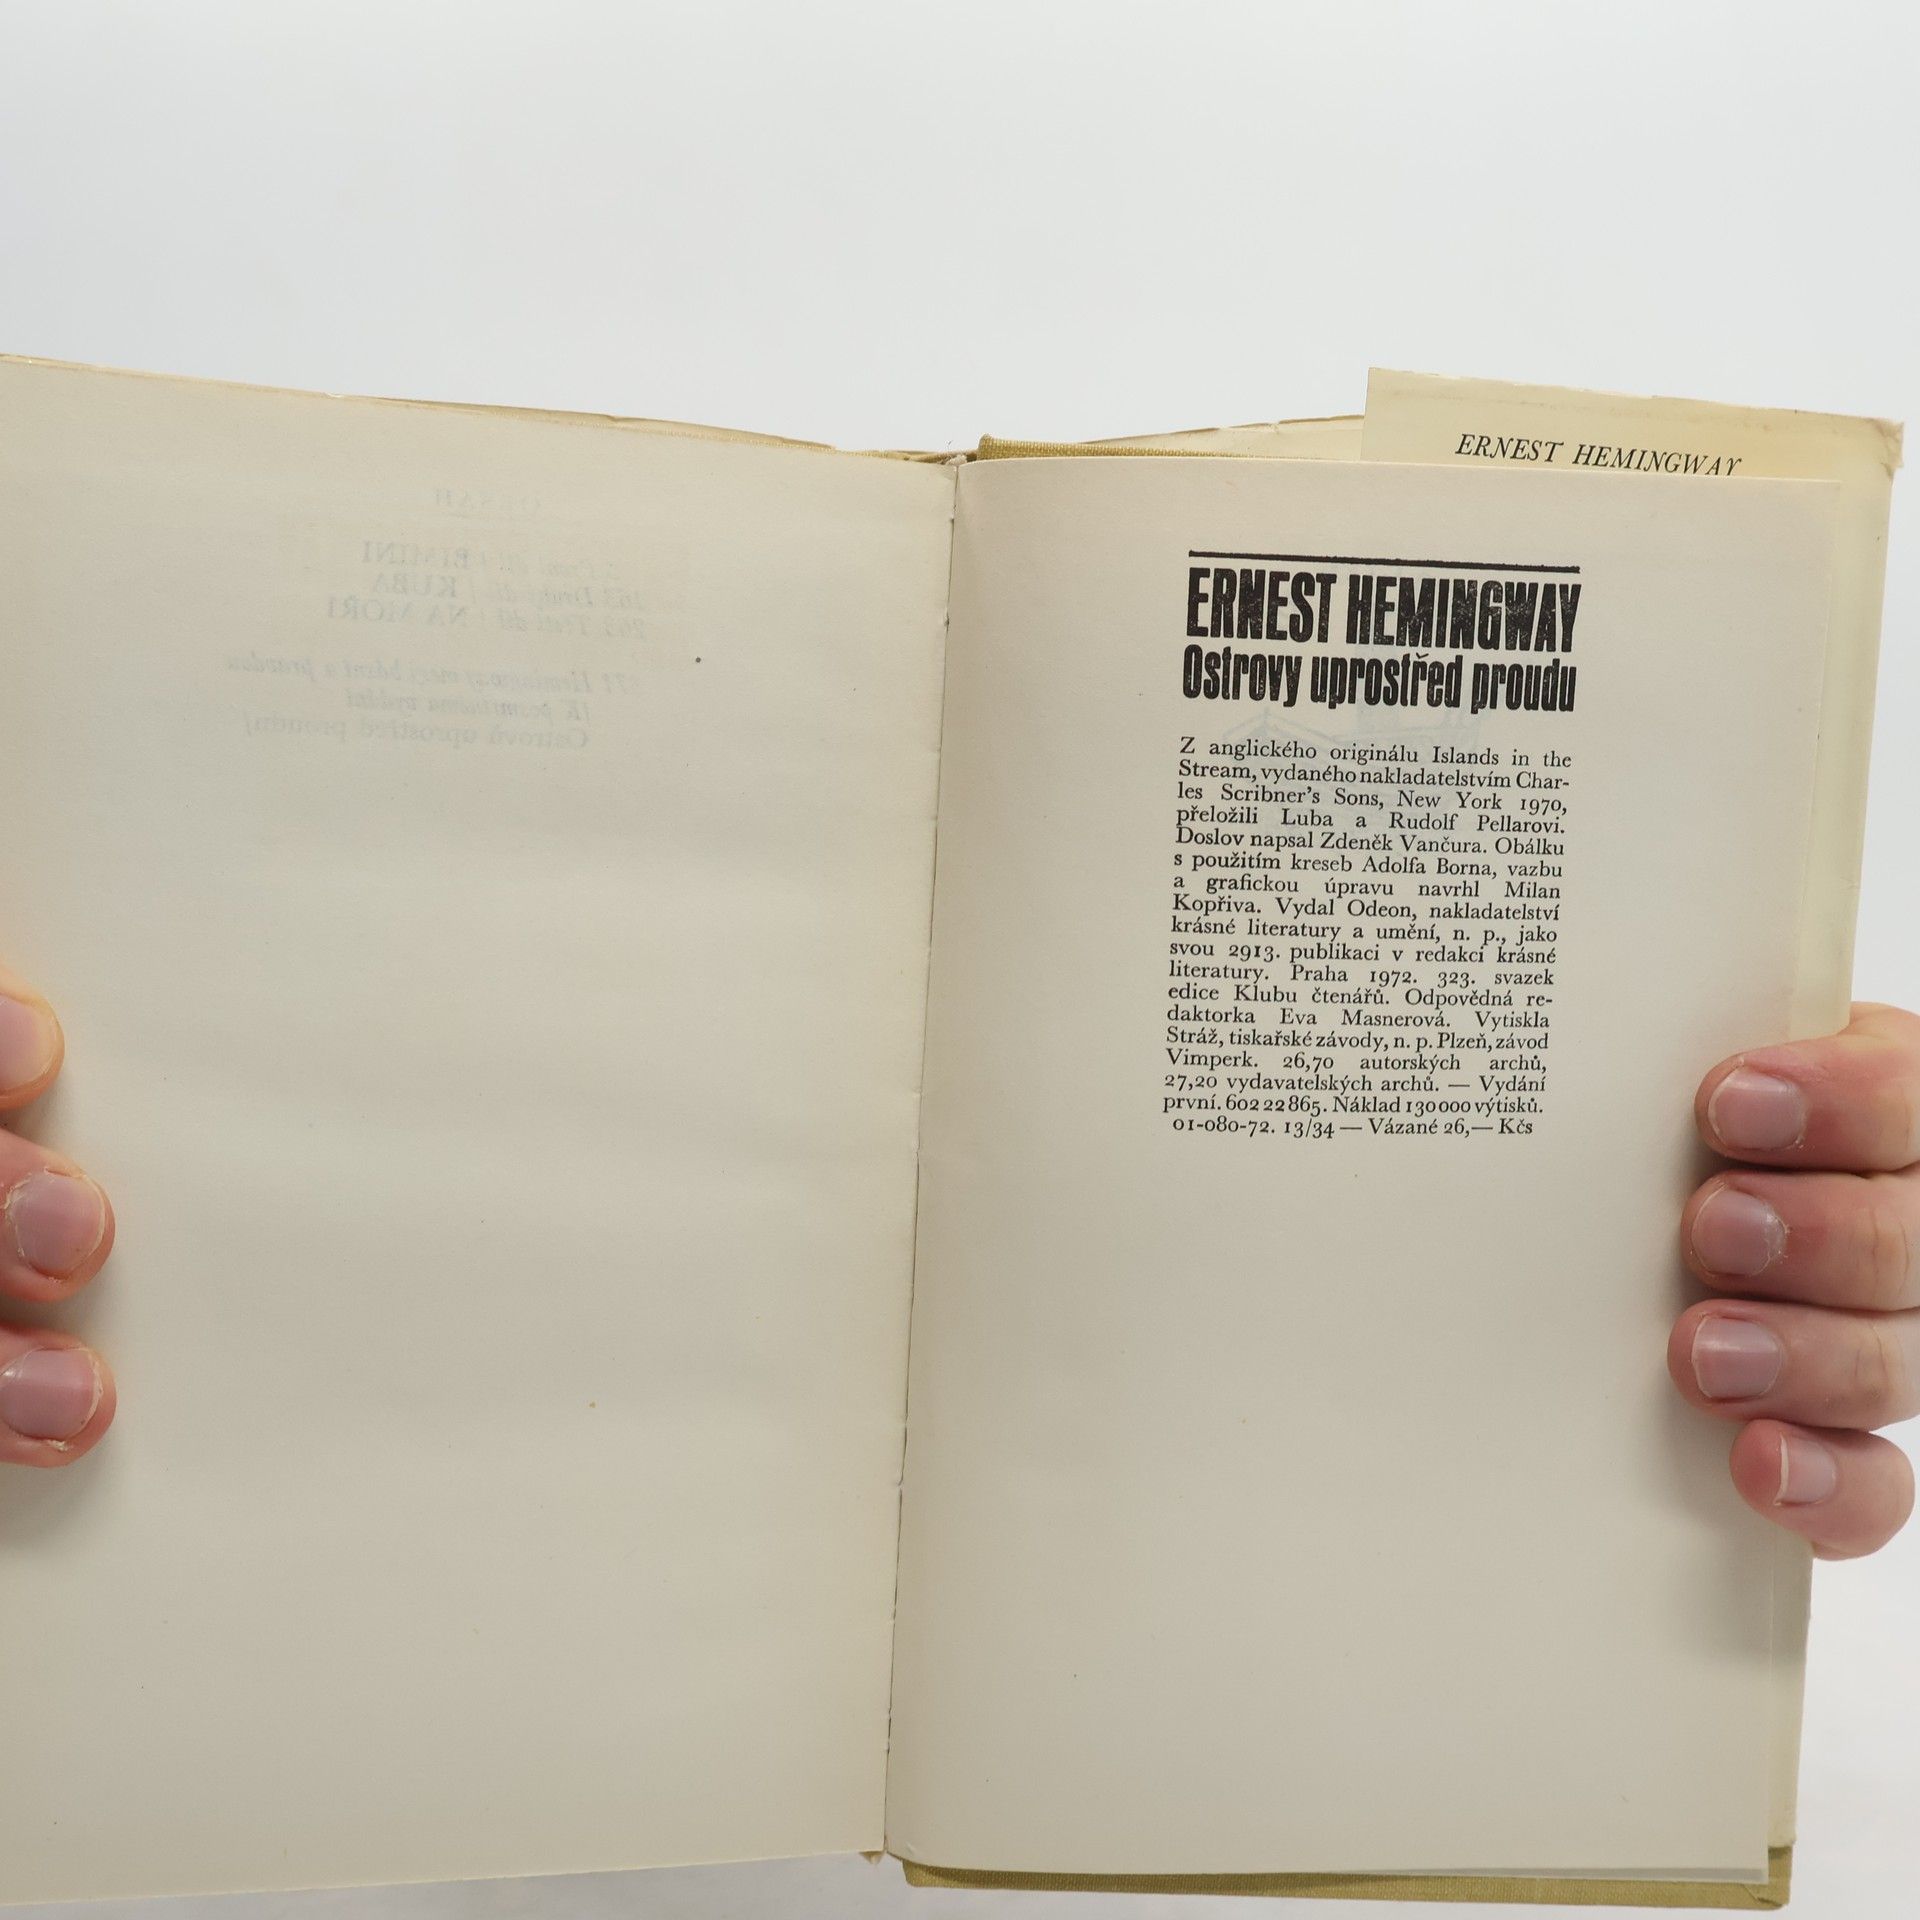 ERNEST HEMINGWAY
ERNEST HEMINGWAY
Ostrovy uprostřed proudu
Z anglického originálu Islands in the
Stream, vydaného nakladatelstvím Char-
les Scribner's Sons, New York 1970,
přeložili Luba a Rudolf Pellarovi.
Doslov napsal Zdeněk Vančura. Obálku
s použitím kreseb Adolfa Borna, vazbu
a grafickou úpravu navrhl Milan
Kopřiva. Vydal Odeon, nakladatelství
krásné literatury a umění, n. p., jako
svou 2913. publikaci v redakci krásné
literatury. Praha 1972. 323. svazek
edice Klubu čtenářů. Odpovědná re-
daktorka Eva Masnerová. Vytiskla
Stráž, tiskařské závody, n. p. Plzeň, závod
Vimperk. 26,70 autorských archů,
27,20 vydavatelských archů. — Vydání
první. 602 22 865. Náklad 130 000 výtisků.
01-080-72. 13/34 — Vázané 26,— Kčs